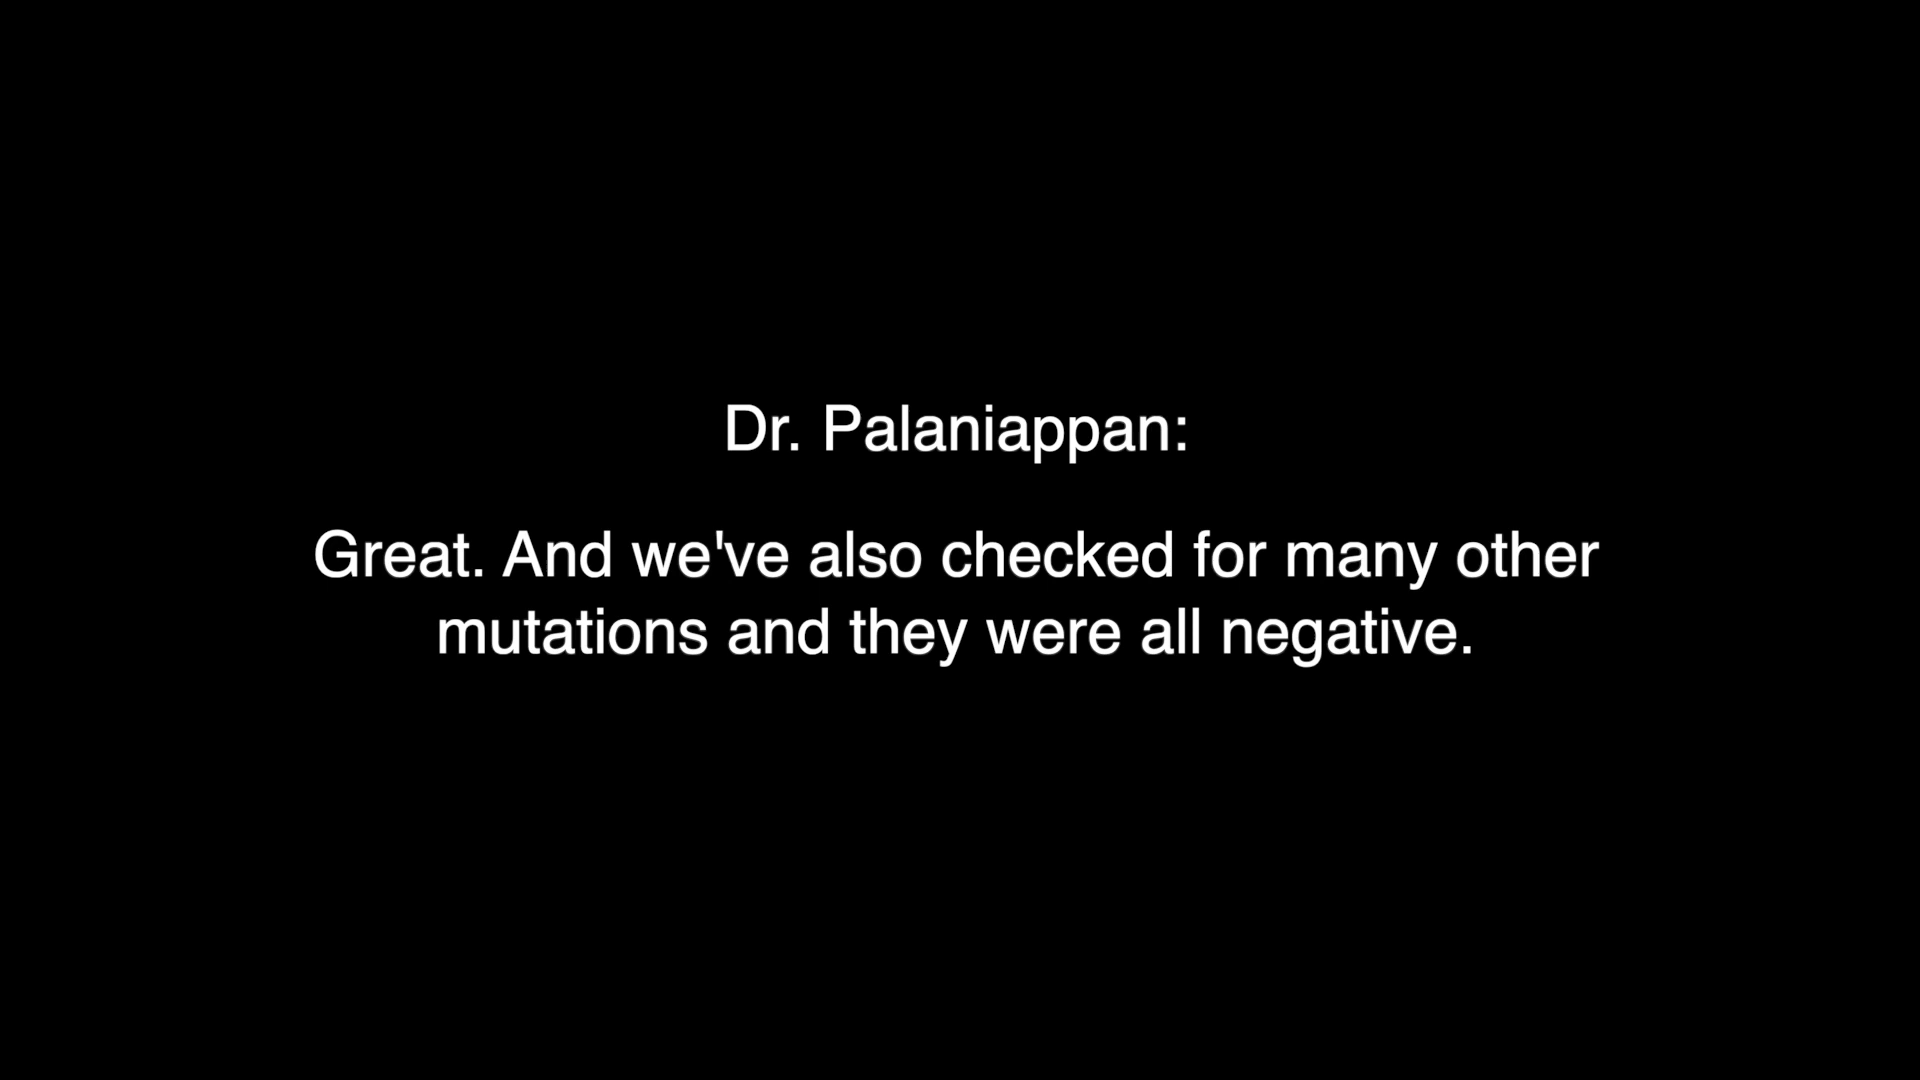 Dr. Palaniappan:
Great. And we've also checked for many other
mutations and they were all negative.